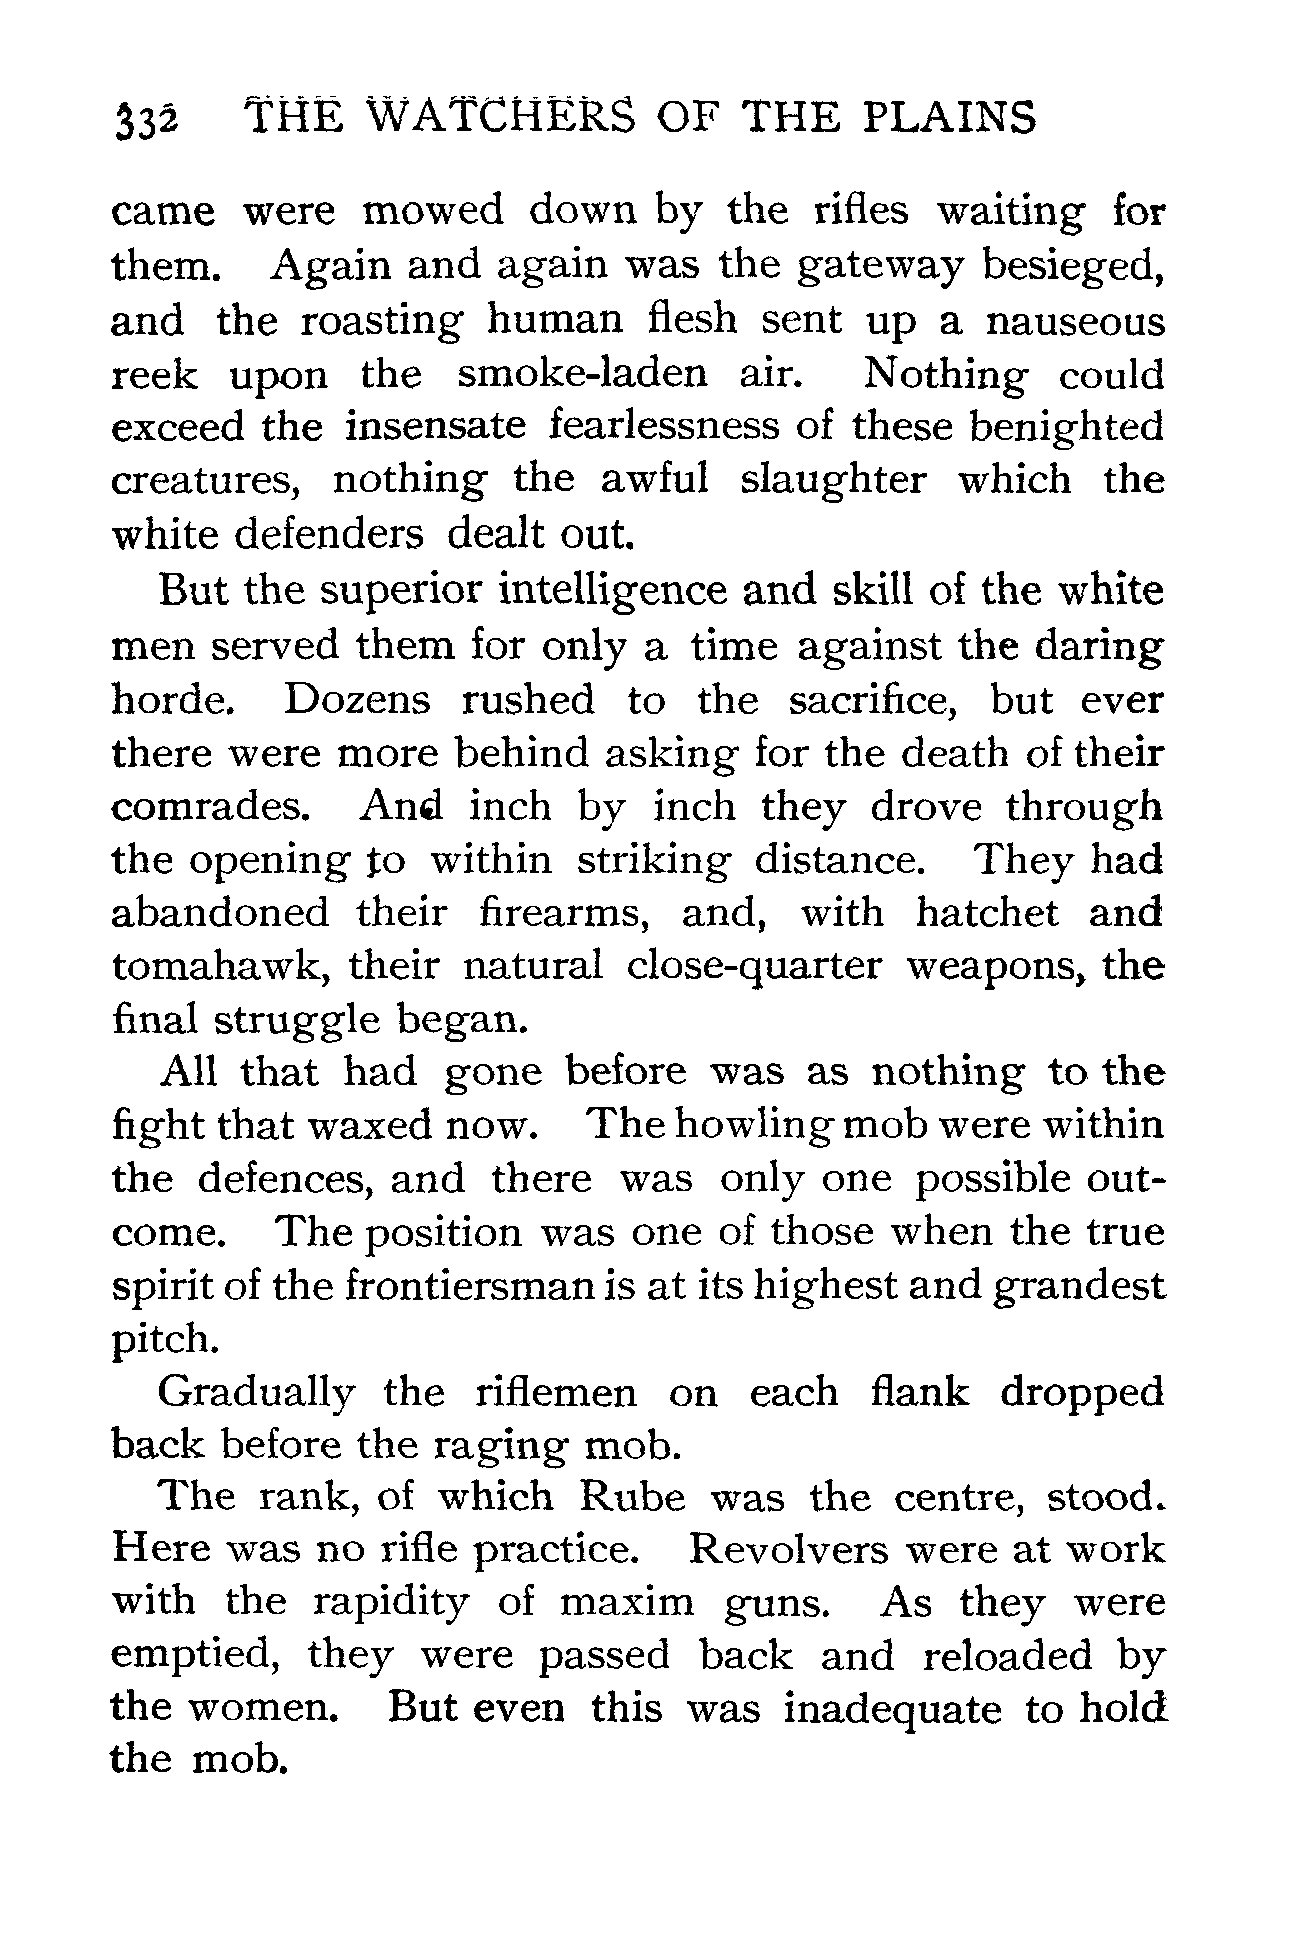 332 THE WATCHERS OF THE PLAINS
came were mowed down by the rifles waiting for
them. Again and again was the gateway besieged,
and the roasting human flesh sent up a nauseous
reek upon the smoke-laden air. Nothing could
exceed the insensate fearlessness of these benighted
creatures, nothing the awful slaughter which the
white defenders dealt out.
But the superior intelligence and skill of the white
men served them for only a time against the daring
horde. Dozens rushed to the sacrifice, but ever
there were more behind asking for the death of their
comrades. And inch by inch they drove through
the opening to within striking distance. They had
abandoned their firearms, and, with hatchet and
tomahawk, their natural close-quarter weapons, the
final struggle began.
All that had gone before was as nothing to the
fight that waxed now. The howling mob were within
the defences, and there was only one possible out-
come. The position was one of those when the true
spirit of the frontiersman is at its highest and grandest
pitch.
Gradually the riflemen on each flank dropped
back before the raging mob.
The rank, of which Rube was the centre, stood.
Here was no rifle practice. Revolvers were at work
with the rapidity of maxim guns. As they were
emptied, they were passed back and reloaded by
the women. But even this was inadequate to hold
the mob.